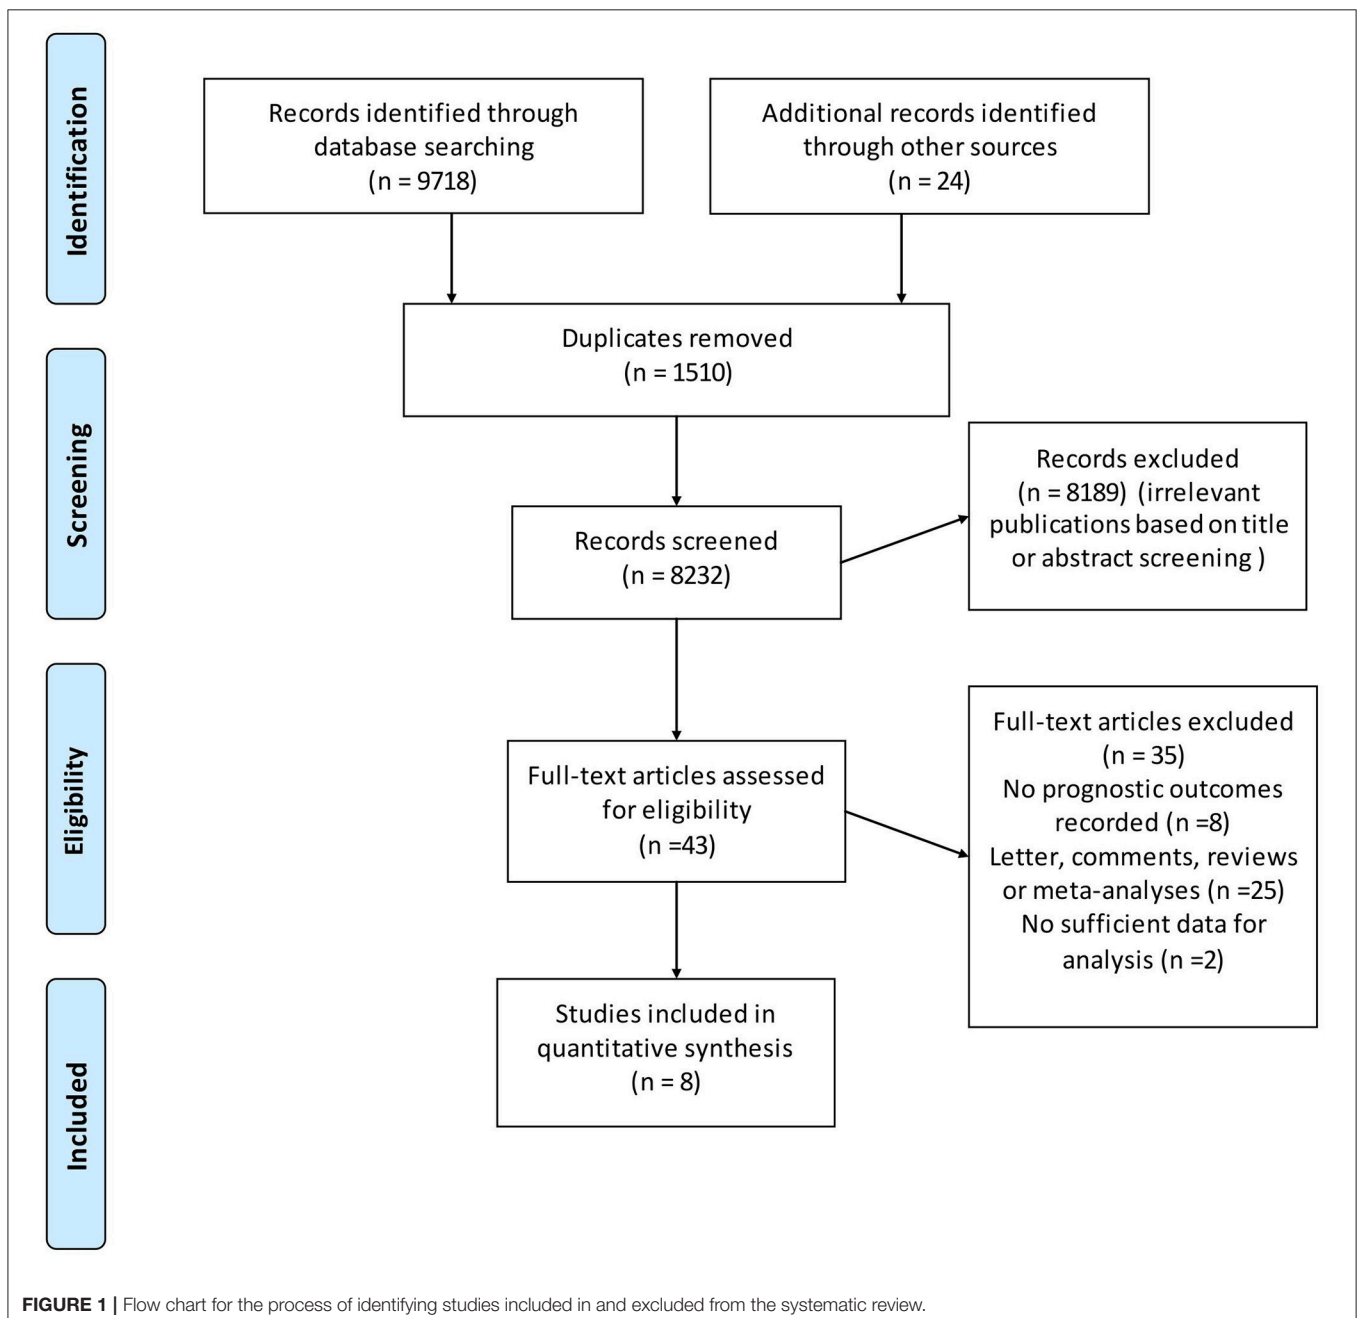 Identification
Records identified through
database searching
(n = 9718)
Additional records identified
through other sources
(n = 24)
Duplicates removed
(n = 1510)
Screening
Records screened
(n = 8232)
Records excluded
(n = 8189) (irrelevant
publications based on title
or abstract screening )
Eligibility
Full-text articles assessed
for eligibility
(n =43)
Full-text articles excluded
(n = 35)
No prognostic outcomes
recorded (n =8)
Letter, comments, reviews
or meta-analyses (n =25)
No sufficient data for
analysis (n =2)
Included
Studies included in
quantitative synthesis
(n = 8)
FIGURE 1 | Flow chart for the process of identifying studies included in and excluded from the systematic review.